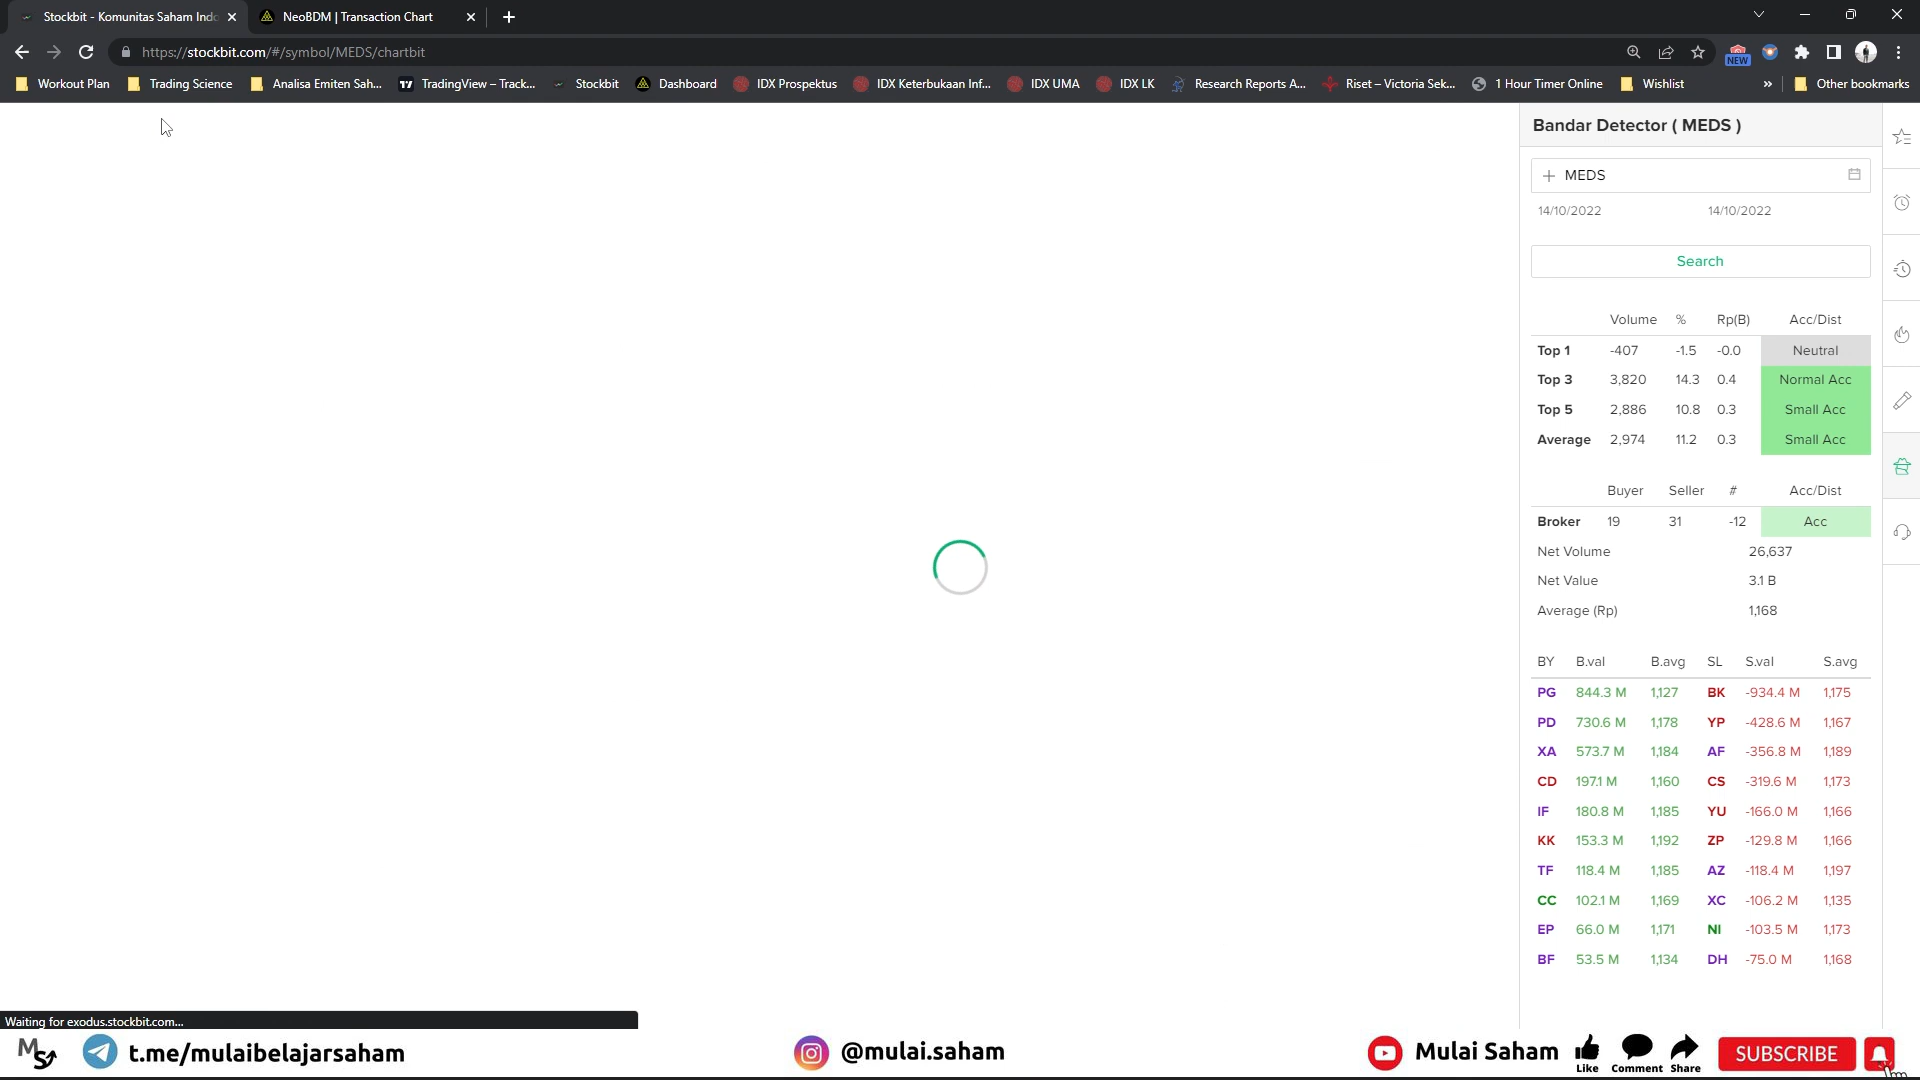 Stockbit - Komunitas Saham Indo
NeoBDM | Transaction Chart
https://stockbit.com/#/symbol/MEDS/chartbit
NEW
Workout Plan
Trading Science
Analisa Emiten Sah...
TradingView – Track...
Stockbit
Dashboard
IDX Prospektus
IDX Keterbukaan Inf...
IDX UMA
IDX LK
Research Reports A...
Riset – Victoria Sek...
1 Hour Timer Online
Wishlist
»
Other bookmarks
Bandar Detector ( MEDS )
MEDS
14/10/2022 14/10/2022
Search
Volume % Rp(B) Acc/Dist
Top 1 -407 -1.5 -0.0 Neutral
Top 3 3,820 14.3 0.4 Normal Acc
Top 5 2,886 10.8 0.3 Small Acc
Average 2,974 11.2 0.3 Small Acc
Buyer Seller # Acc/Dist
Broker 19 31 -12 Acc
Net Volume 26,637
Net Value 3.1 B
Average (Rp) 1,168
BY B.val B.avg SL S.val S.avg
PG 844.3 M 1,127 BK -934.4 M 1,175
PD 730.6 M 1,178 YP -428.6 M 1,167
XA 573.7 M 1,184 AF -356.8 M 1,189
CD 197.1 M 1,160 CS -319.6 M 1,173
IF 180.8 M 1,185 YU -166.0 M 1,166
KK 153.3 M 1,192 ZP -129.8 M 1,166
TF 118.4 M 1,185 AZ -118.4 M 1,197
CC 102.1 M 1,169 XC -106.2 M 1,135
EP 66.0 M 1,171 NI -103.5 M 1,173
BF 53.5 M 1,134 DH -75.0 M 1,168
Waiting for exodus.stockbit.com...
MS
t.me/mulaibelajarsaham
@mulai.saham
Mulai Saham
Like Comment Share
SUBSCRIBE